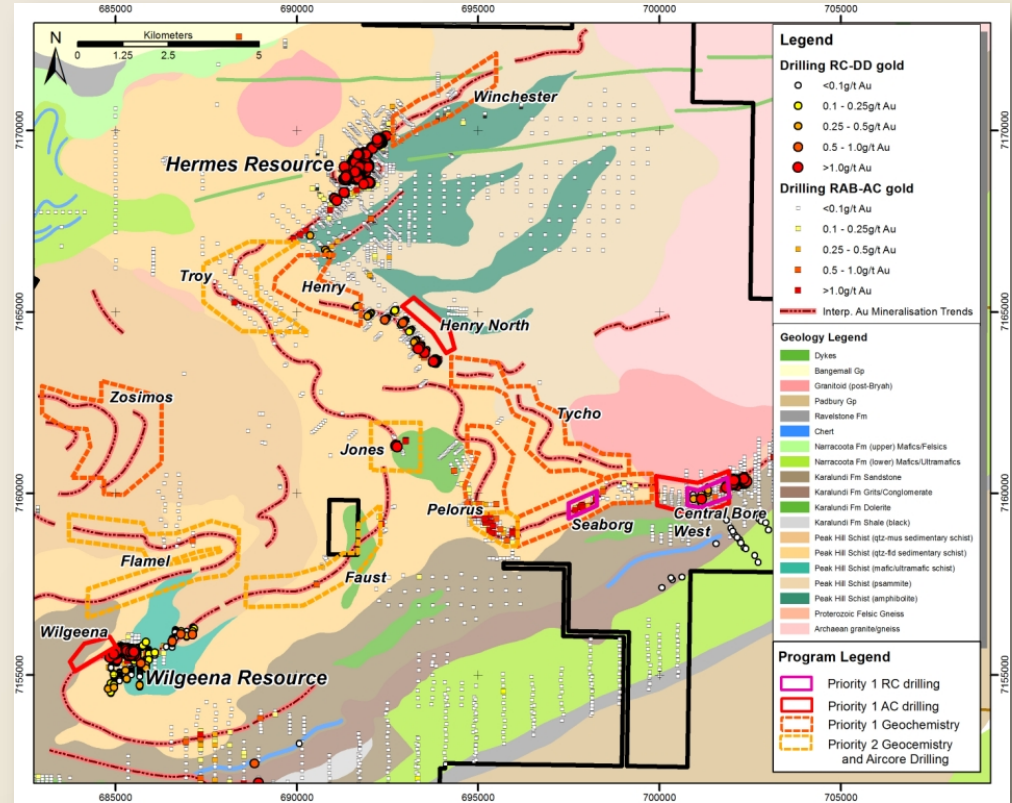 685000 690000 695000 700000 705000
N
Kilometers
0 1.25 2.5 5
7170000
7165000
7160000
7155000
7170000
7165000
7160000
7155000
Winchester
Hermes Resource
Troy
Henry
Henry North
Zosimos
Tycho
Jones
Pelorus
Seaborg
Central Bore
West
Flamel
Faust
Wilgeena
Wilgeena Resource
Legend
Drilling RC-DD gold
<0.1g/t Au
0.1 - 0.25g/t Au
0.25 - 0.5g/t Au
0.5 - 1.0g/t Au
>1.0g/t Au
Drilling RAB-AC gold
<0.1g/t Au
0.1 - 0.25g/t Au
0.25 - 0.5g/t Au
0.5 - 1.0g/t Au
>1.0g/t Au
Interp. Au Mineralisation Trends
Geology Legend
Dykes
Bangemall Gp
Granitoid (post-Bryah)
Padbury Gp
Ravelstone Fm
Chert
Narracoota Fm (upper) Mafics/Felsics
Narracoota Fm (lower) Mafics/Ultramafics
Karalundi Fm Sandstone
Karalundi Fm Grits/Conglomerate
Karalundi Fm Dolerite
Karalundi Fm Shale (black)
Peak Hill Schist (qtz-mus sedimentary schist)
Peak Hill Schist (qtz-fld sedimentary schist)
Peak Hill Schist (mafic/ultramafic schist)
Peak Hill Schist (psammite)
Peak Hill Schist (amphibolite)
Proterozoic Felsic Gneiss
Archaean granite/gneiss
Program Legend
Priority 1 RC drilling
Priority 1 AC drilling
Priority 1 Geochemistry
Priority 2 Geocemistry
and Aircore Drilling
685000 690000 695000 700000 705000